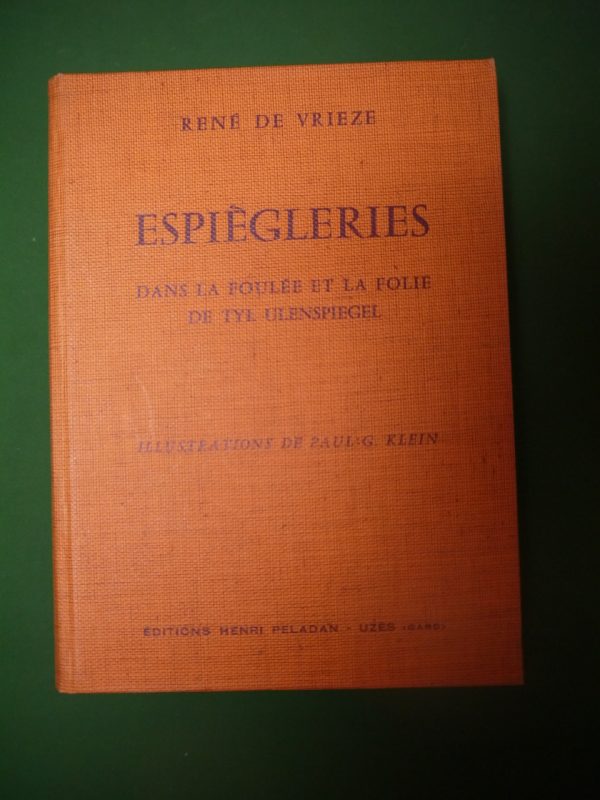 RENÉ DE VRIEZE
ESPIÈGLERIES
DANS LA FOULÉE ET LA FOLIE
DE TYL ULENSPIEGEL
ILLUSTRATIONS DE PAUL-G. KLEIN
ÉDITIONS HENRI PELADAN - UZÈS (GARD)